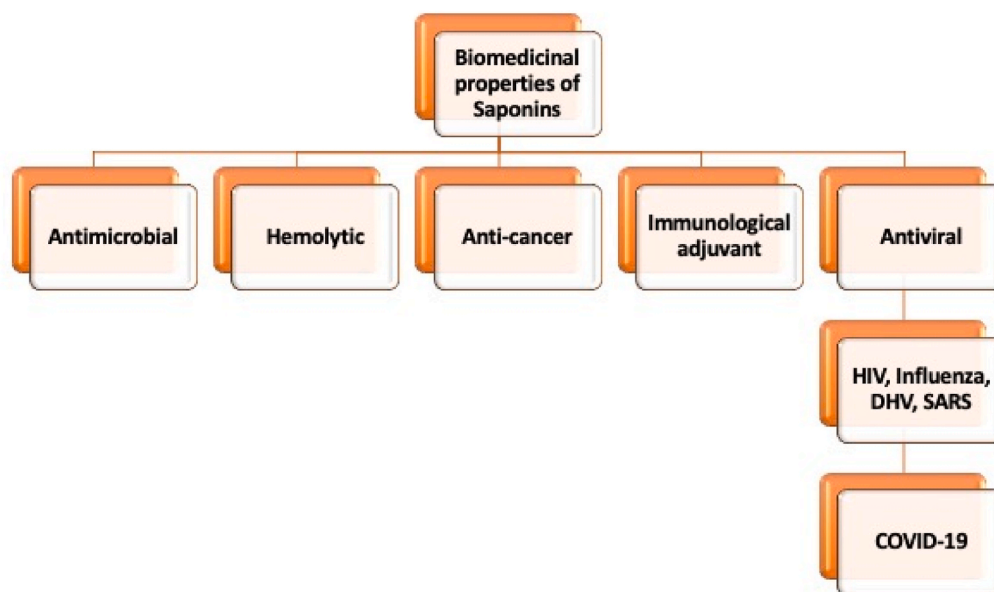 Biomedicinal
properties of
Saponins
Antimicrobial
Hemolytic
Anti-cancer
Immunological
adjuvant
Antiviral
HIV, Influenza,
DHV, SARS
COVID-19